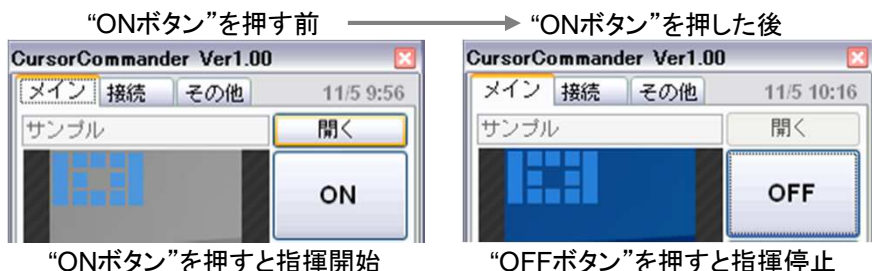 “ONボタン”を押す前 “ONボタン”を押した後
CursorCommander Ver1.00
メイン 接続 その他 11/5 9:56
サンプル 開く
ON
“ONボタン”を押すと指揮開始
CursorCommander Ver1.00
メイン 接続 その他 11/5 10:16
サンプル 開く
OFF
“OFFボタン”を押すと指揮停止